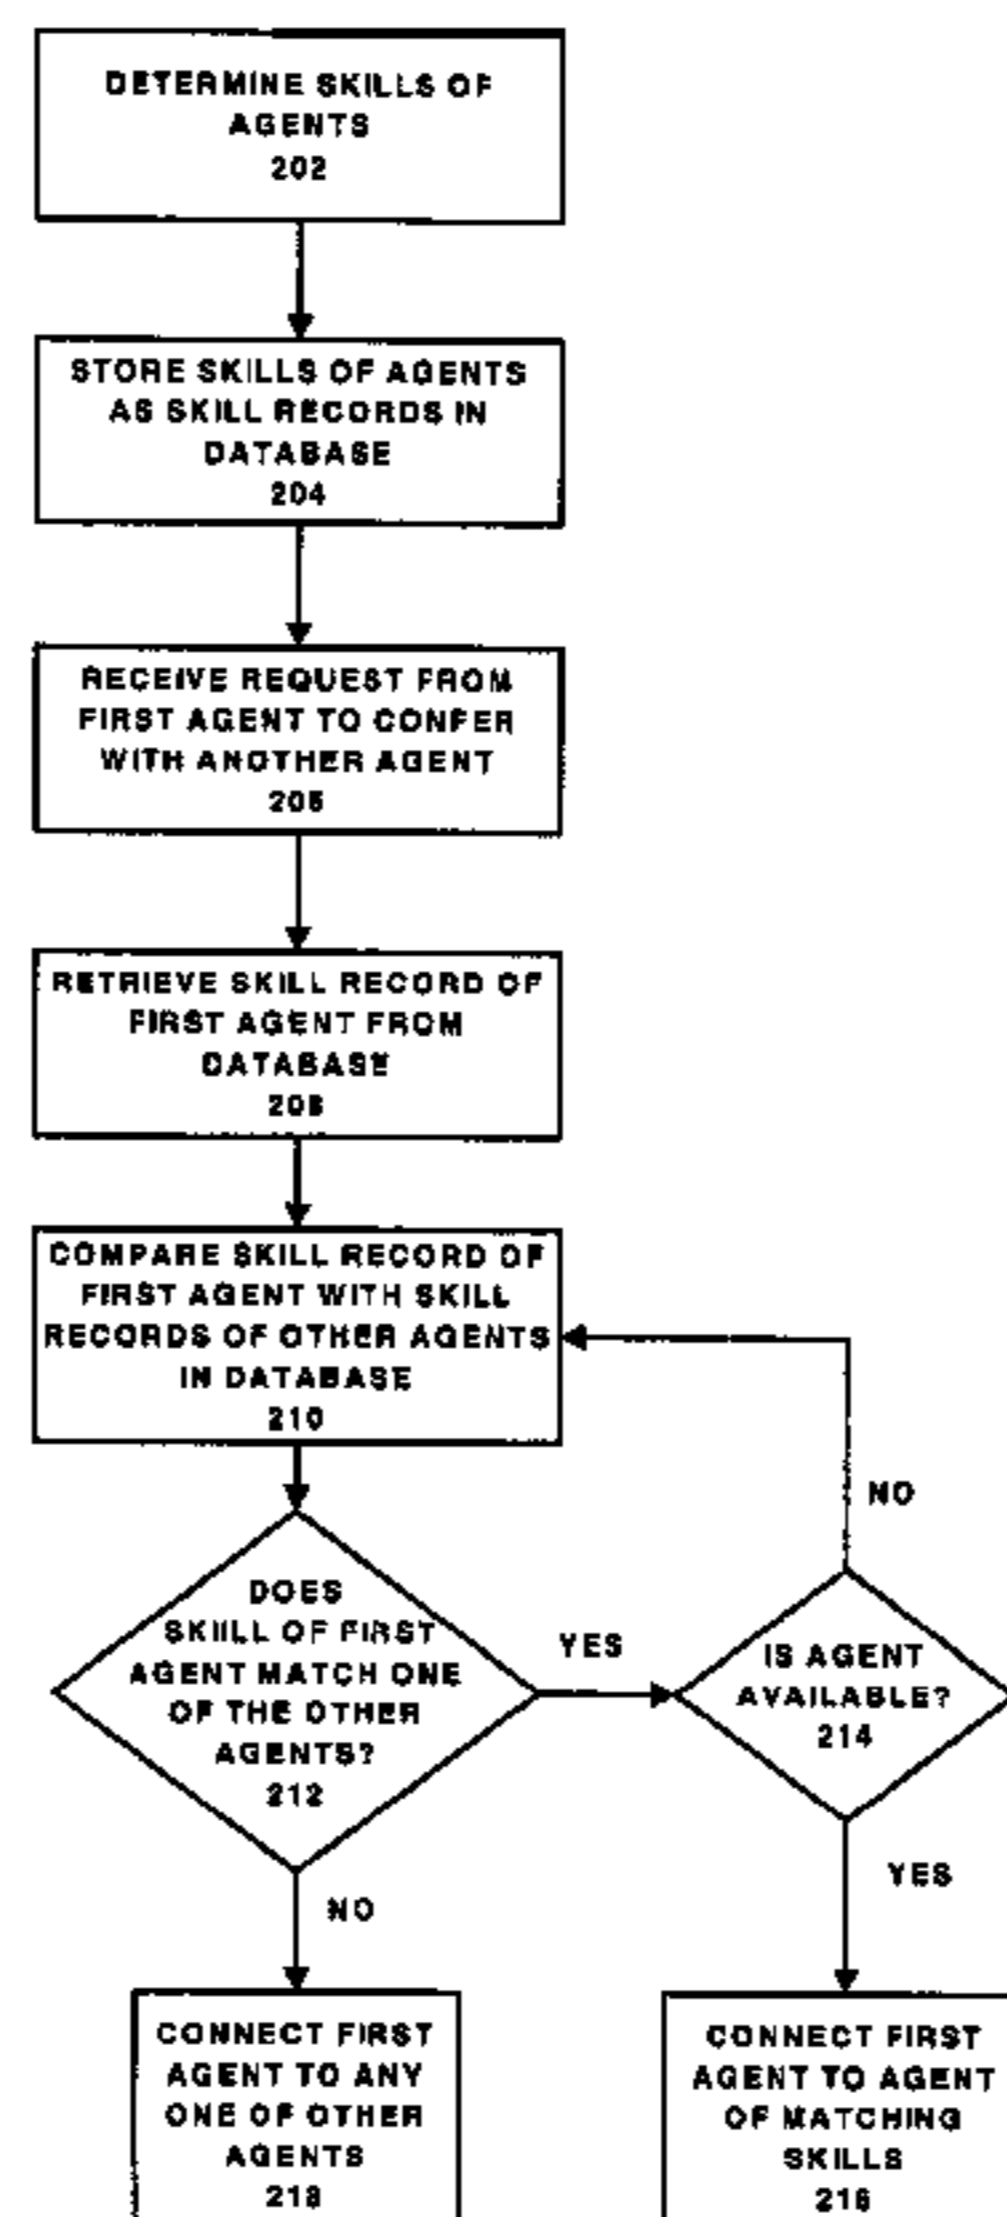 DETERMINE SKILLS OF
AGENTS
202
STORE SKILLS OF AGENTS
AS SKILL RECORDS IN
DATABASE
204
RECEIVE REQUEST FROM
FIRST AGENT TO CONFER
WITH ANOTHER AGENT
206
RETRIEVE SKILL RECORD OF
FIRST AGENT FROM
DATABASE
208
COMPARE SKILL RECORD OF
FIRST AGENT WITH SKILL
RECORDS OF OTHER AGENTS
IN DATABASE
210
NO
DOES
SKIILL OF FIRST
AGENT MATCH ONE
OF THE OTHER
AGENTS?
212
YES
IS AGENT
AVAILABLE?
214
YES
NO
CONNECT FIRST
AGENT TO ANY
ONE OF OTHER
AGENTS
218
CONNECT FIRST
AGENT TO AGENT
OF MATCHING
SKILLS
216